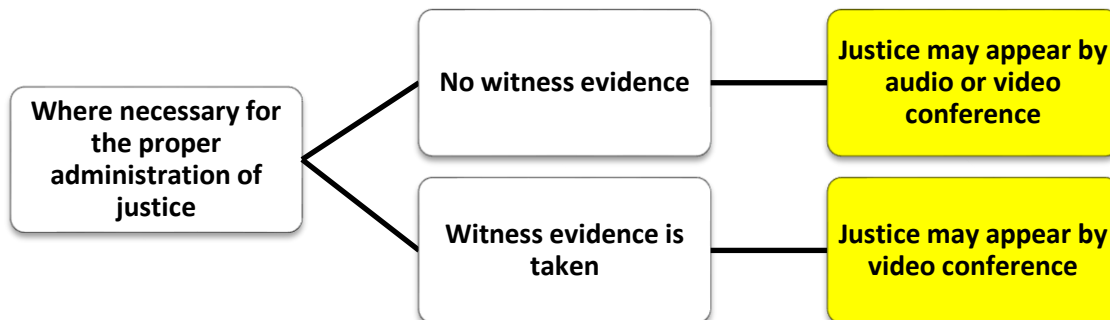 Where necessary for
the proper
administration of
justice
No witness evidence
Justice may appear by
audio or video
conference
Witness evidence is
taken
Justice may appear by
video conference